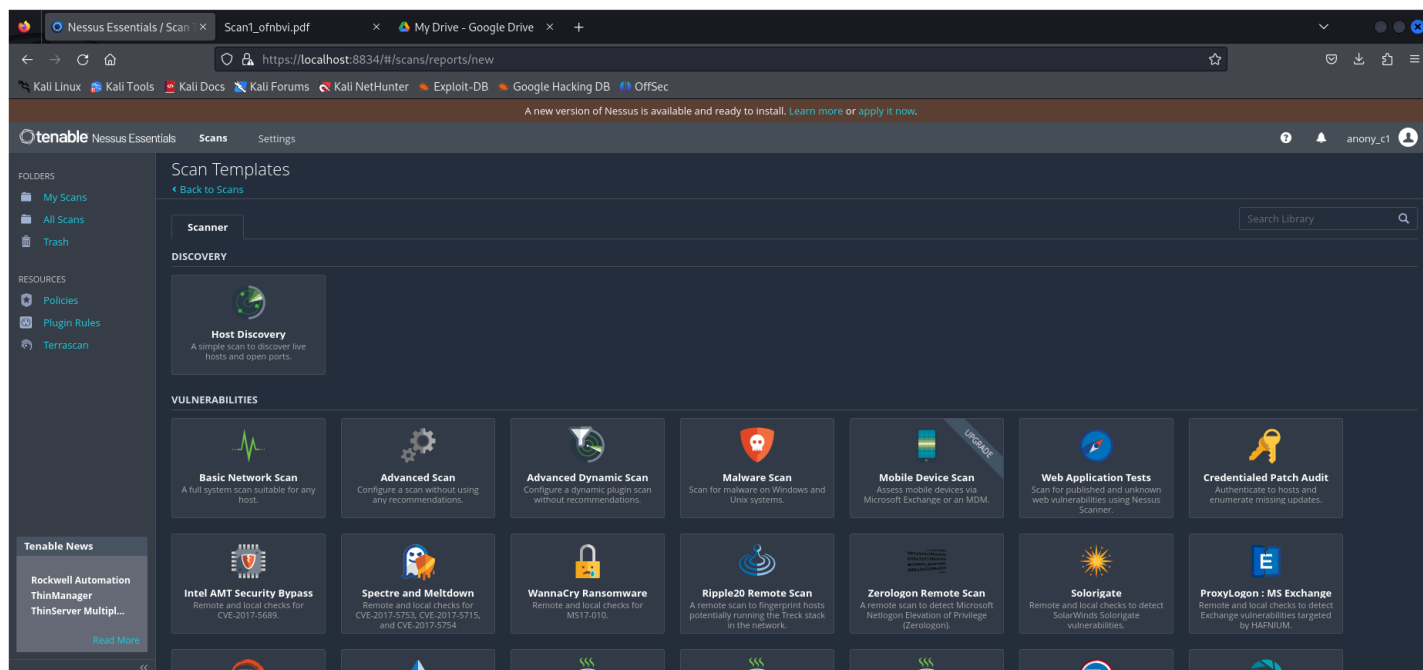 Nessus Essentials / Scan T
Scan1_ofnbvi.pdf
My Drive - Google Drive
https://localhost:8834/#/scans/reports/new
Kali Linux
Kali Tools
Kali Docs
Kali Forums
Kali NetHunter
Exploit-DB
Google Hacking DB
OffSec
A new version of Nessus is available and ready to install. Learn more or apply it now.
tenable Nessus Essentials
Scans
Settings
anony_c1
FOLDERS
My Scans
All Scans
Trash
RESOURCES
Policies
Plugin Rules
Terrascan
Tenable News
Rockwell Automation
ThinManager
ThinServer Multipl...
Read More
Scan Templates
Back to Scans
Scanner
Search Library
DISCOVERY
Host Discovery
A simple scan to discover live
hosts and open ports.
VULNERABILITIES
Basic Network Scan
A full system scan suitable for any
host.
Advanced Scan
Configure a scan without using
any recommendations.
Advanced Dynamic Scan
Configure a dynamic plugin scan
without recommendations.
Malware Scan
Scan for malware on Windows and
Unix systems.
UPGRADE
Mobile Device Scan
Assess mobile devices via
Microsoft Exchange or an MDM.
Web Application Tests
Scan for published and unknown
web vulnerabilities using Nessus
Scanner.
Credentialed Patch Audit
Authenticate to hosts and
enumerate missing updates.
Intel AMT Security Bypass
Remote and local checks for
CVE-2017-5689.
Spectre and Meltdown
Remote and local checks for
CVE-2017-5753, CVE-2017-5715,
and CVE-2017-5754
WannaCry Ransomware
Remote and local checks for
MS17-010.
Ripple20 Remote Scan
A remote scan to fingerprint hosts
potentially running the Treck stack
in the network.
Zerologon Remote Scan
A remote scan to detect Microsoft
Netlogon Elevation of Privilege
(Zerologon).
Solorigate
Remote and local checks to detect
SolarWinds Solorigate
vulnerabilities.
E
ProxyLogon : MS Exchange
Remote and local checks to detect
Exchange vulnerabilities targeted
by HAFNIUM.